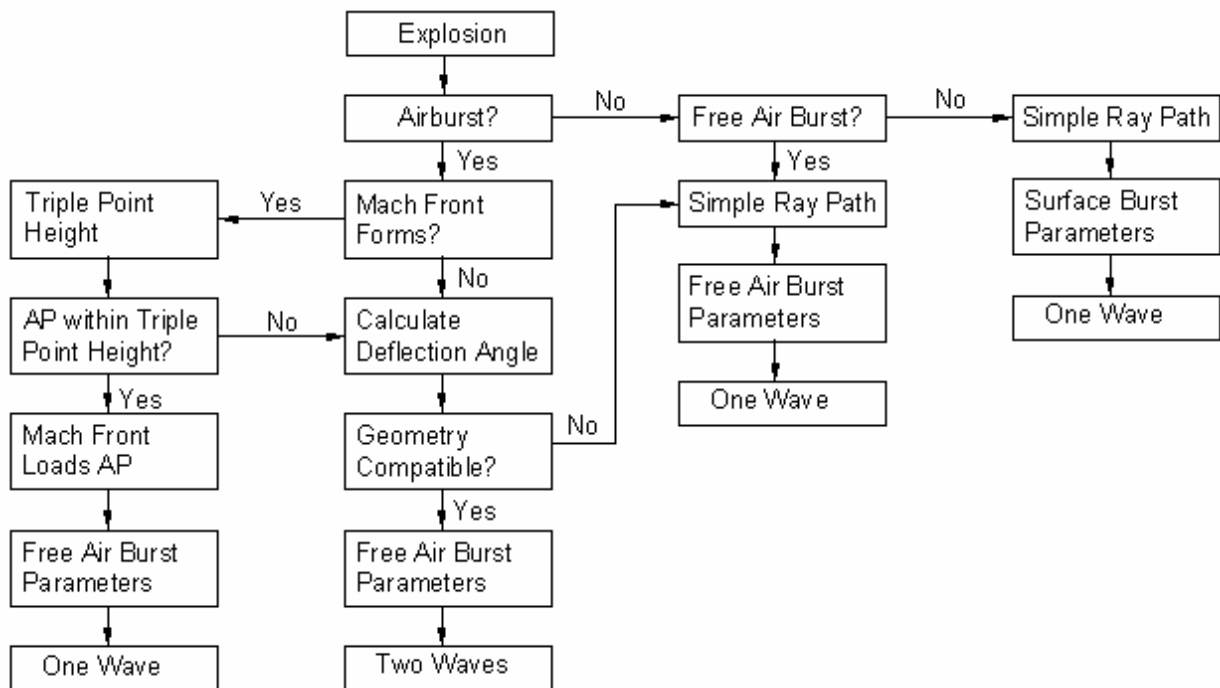 Explosion
Airburst?
No
Free Air Burst?
No
Simple Ray Path
Yes
Yes
Triple Point
Height
Yes
Mach Front
Forms?
Simple Ray Path
Surface Burst
Parameters
No
AP within Triple
Point Height?
No
Calculate
Deflection Angle
Free Air Burst
Parameters
One Wave
Yes
Mach Front
Loads AP
Geometry
Compatible?
No
One Wave
Yes
Free Air Burst
Parameters
Free Air Burst
Parameters
One Wave
Two Waves